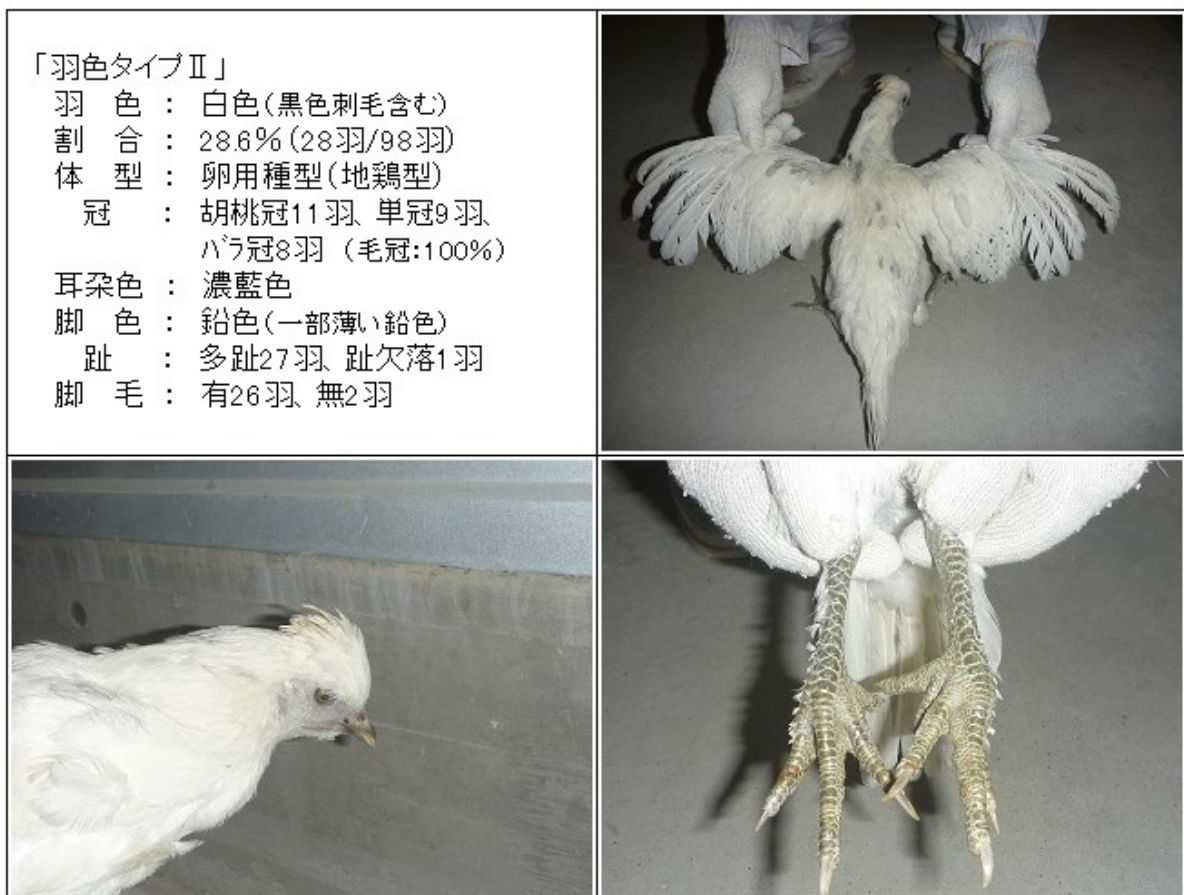 「羽色タイプⅡ」
羽　色　：　白色(黒色刺毛含む)
割　合　：　28.6%(28羽/98羽)
体　型　：　卵用種型(地鶏型)
冠　　：　胡桃冠11羽、単冠9羽、
バラ冠8羽　(毛冠:100%)
耳朶色　：　濃藍色
脚　色　：　鉛色(一部薄い鉛色)
趾　　：　多趾27羽、趾欠落1羽
脚　毛　：　有26羽、無2羽